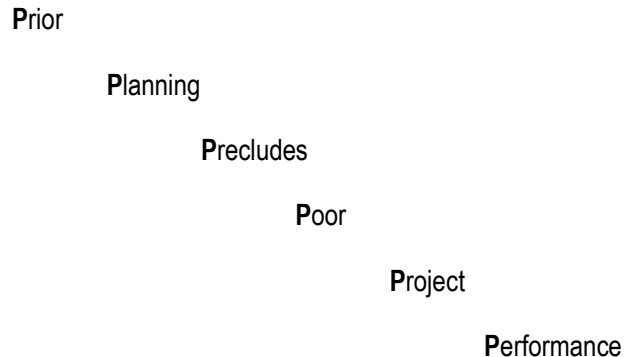 Prior
Planning
Precludes
Poor
Project
Performance